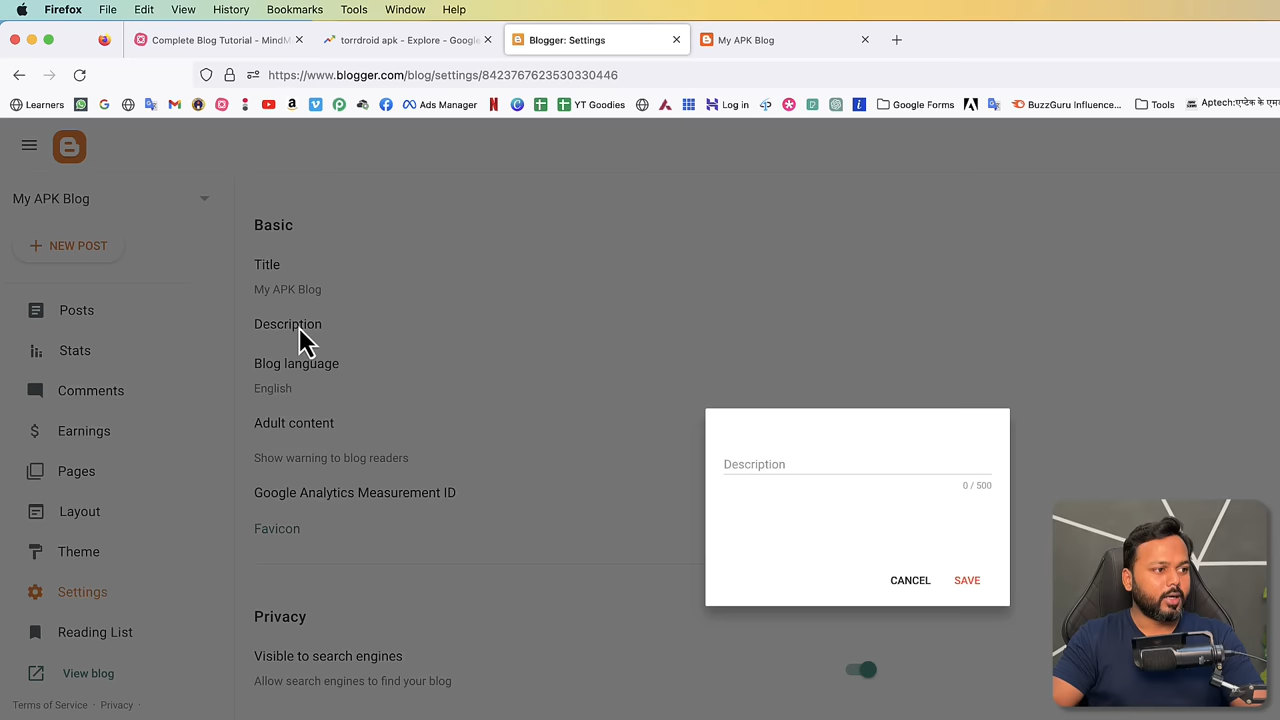 Firefox File Edit View History Bookmarks Tools Window Help
Complete Blog Tutorial - MindM
torrdroid apk - Explore - Google
Blogger: Settings
My APK Blog
https://www.blogger.com/blog/settings/8423767623530330446
Learners
Ads Manager
YT Goodies
Log in
Google Forms
BuzzGuru Influence...
Tools
Aptech:एप्टेक के एम
My APK Blog
NEW POST
Posts
Stats
Comments
Earnings
Pages
Layout
Theme
Settings
Reading List
View blog
Terms of Service · Privacy ·
Basic
Title
My APK Blog
Description
Blog language
English
Adult content
Show warning to blog readers
Google Analytics Measurement ID
Favicon
Privacy
Visible to search engines
Allow search engines to find your blog
Description
0 / 500
CANCEL SAVE